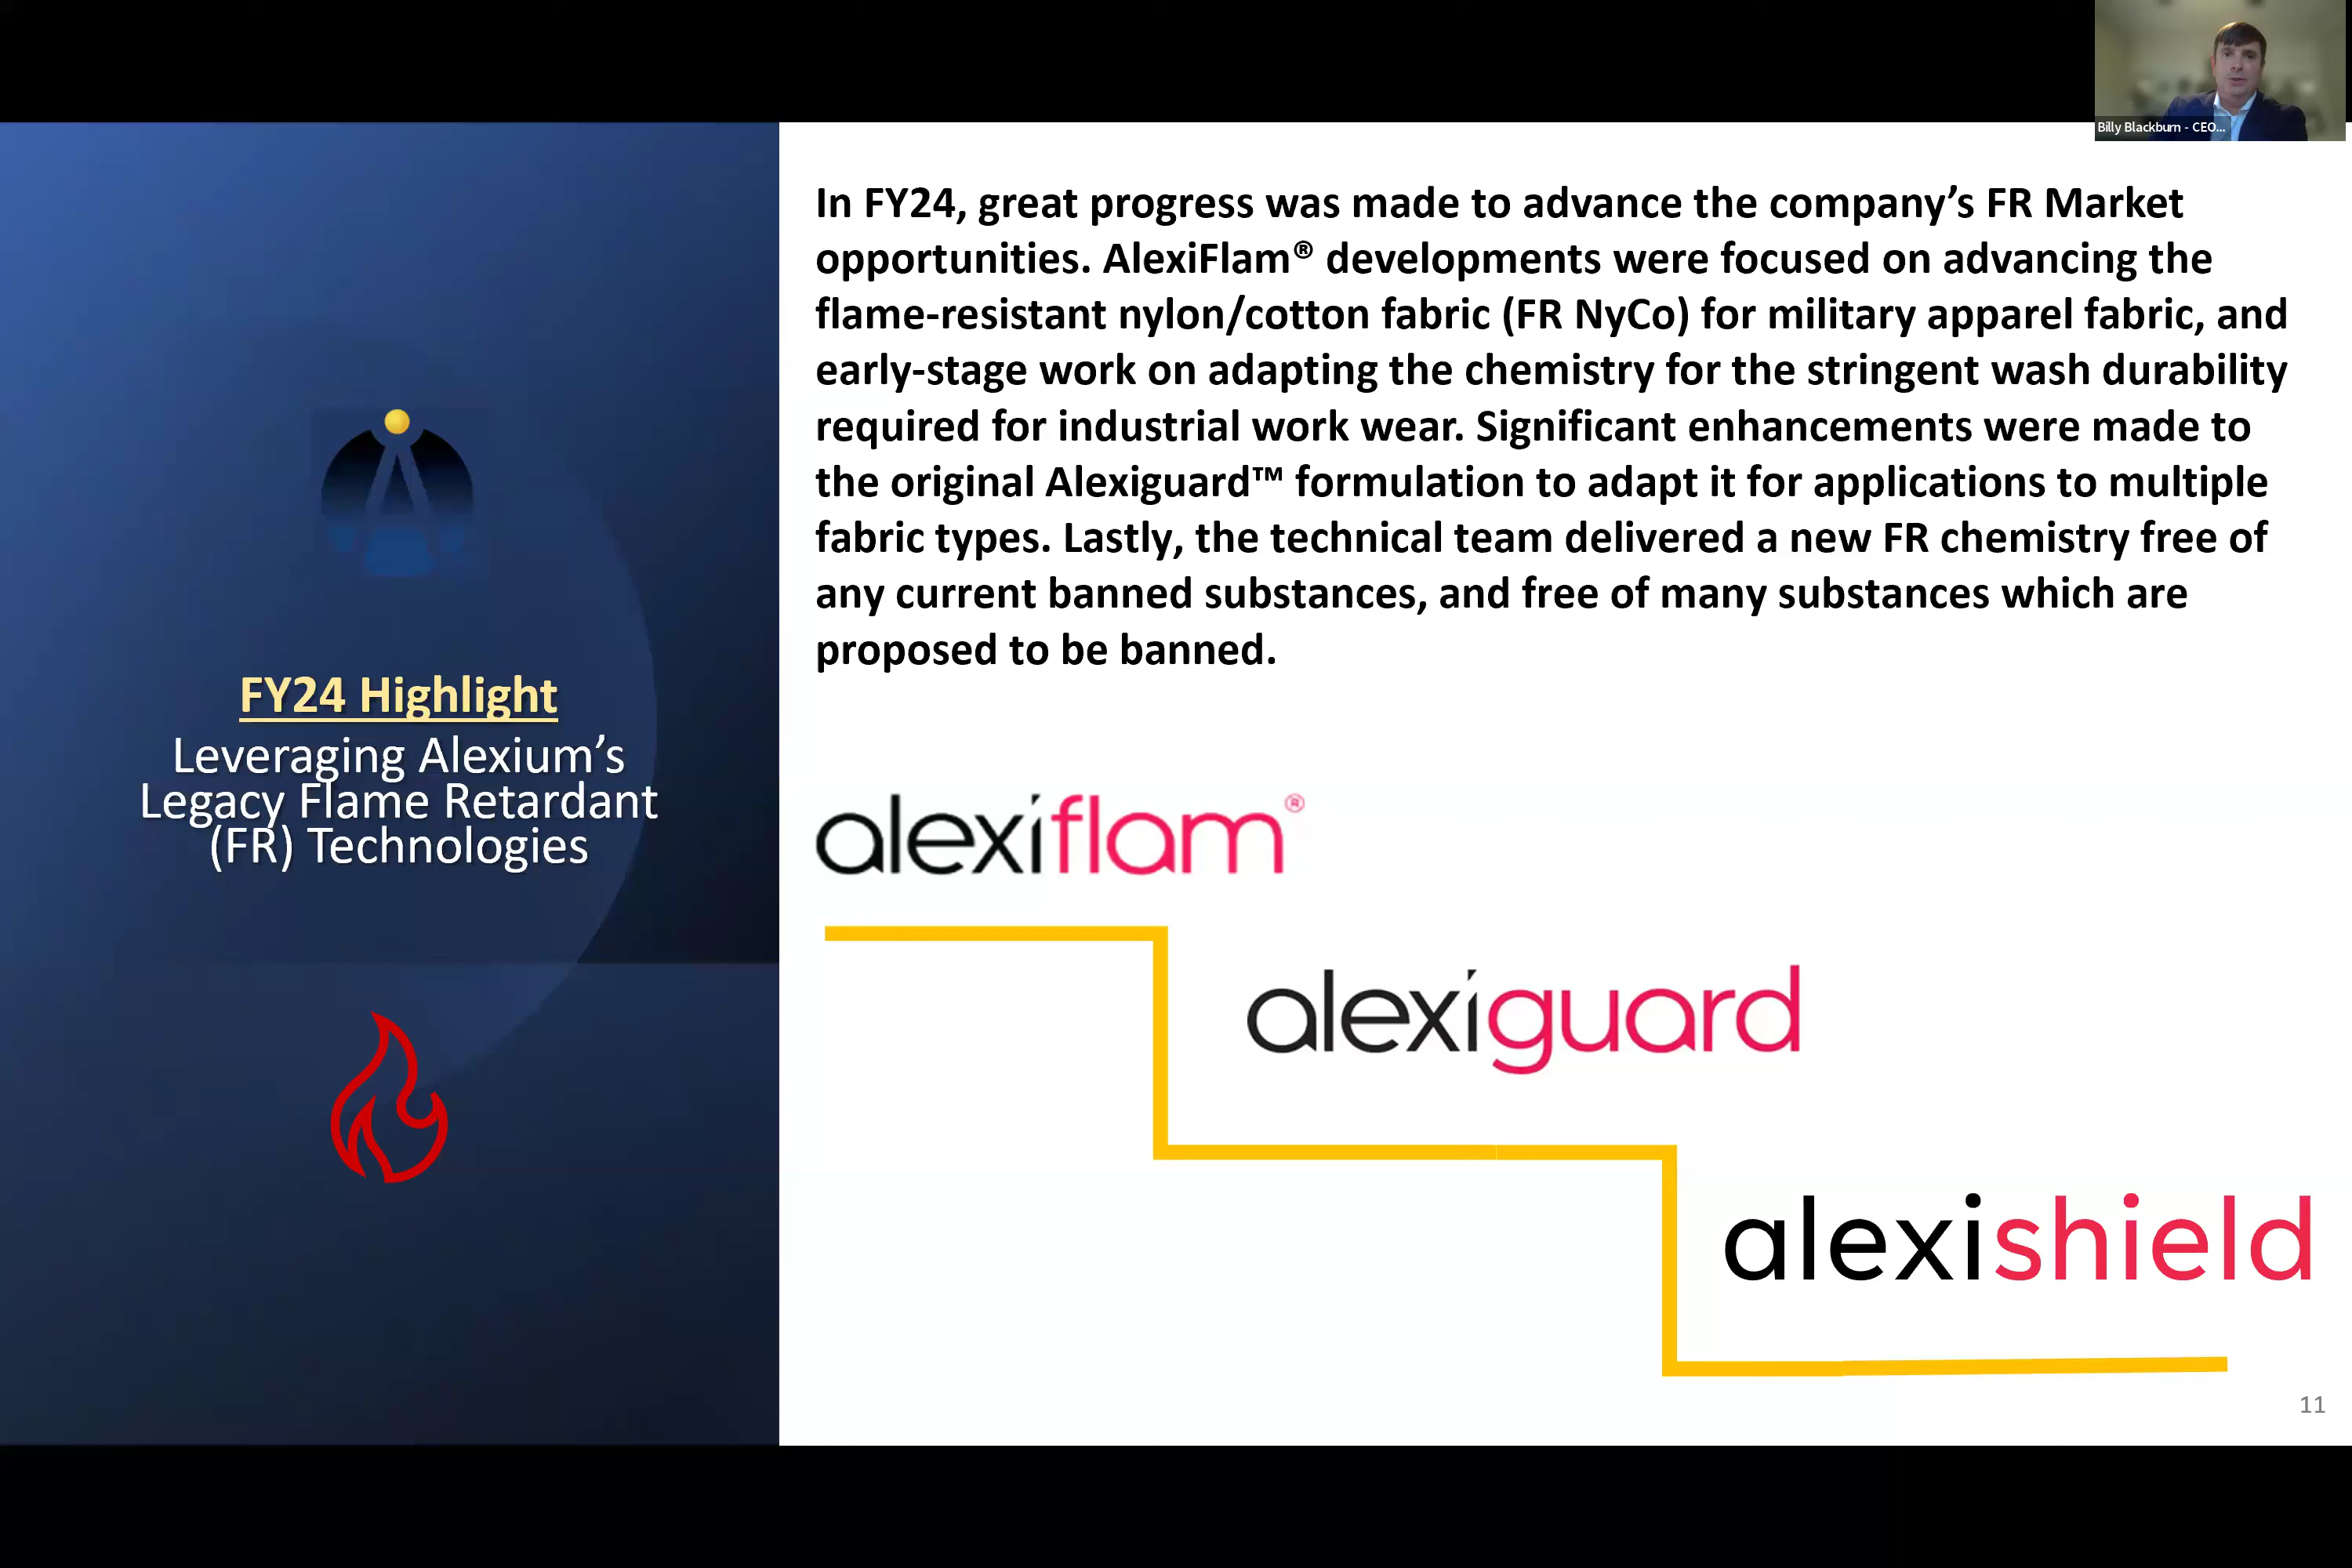 Billy Blackburn - CEO...
FY24 Highlight
Leveraging Alexium’s
Legacy Flame Retardant
(FR) Technologies
In FY24, great progress was made to advance the company’s FR Market
opportunities. AlexiFlam® developments were focused on advancing the
flame-resistant nylon/cotton fabric (FR NyCo) for military apparel fabric, and
early-stage work on adapting the chemistry for the stringent wash durability
required for industrial work wear. Significant enhancements were made to
the original Alexiguard™ formulation to adapt it for applications to multiple
fabric types. Lastly, the technical team delivered a new FR chemistry free of
any current banned substances, and free of many substances which are
proposed to be banned.
alexiflam®
alexiguard
alexishield
11